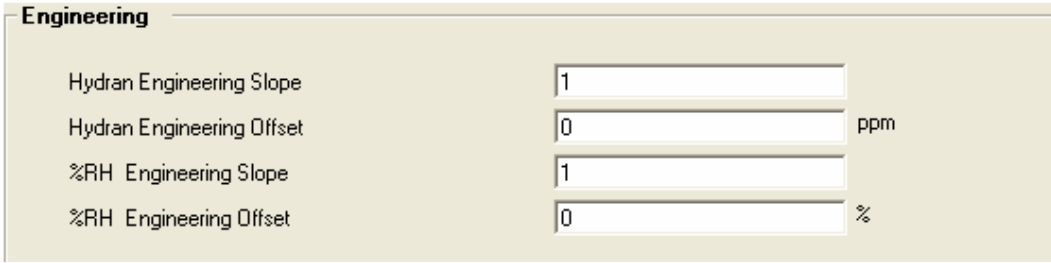 Engineering
Hydran Engineering Slope 1
Hydran Engineering Offset 0 ppm
%RH Engineering Slope 1
%RH Engineering Offset 0 %